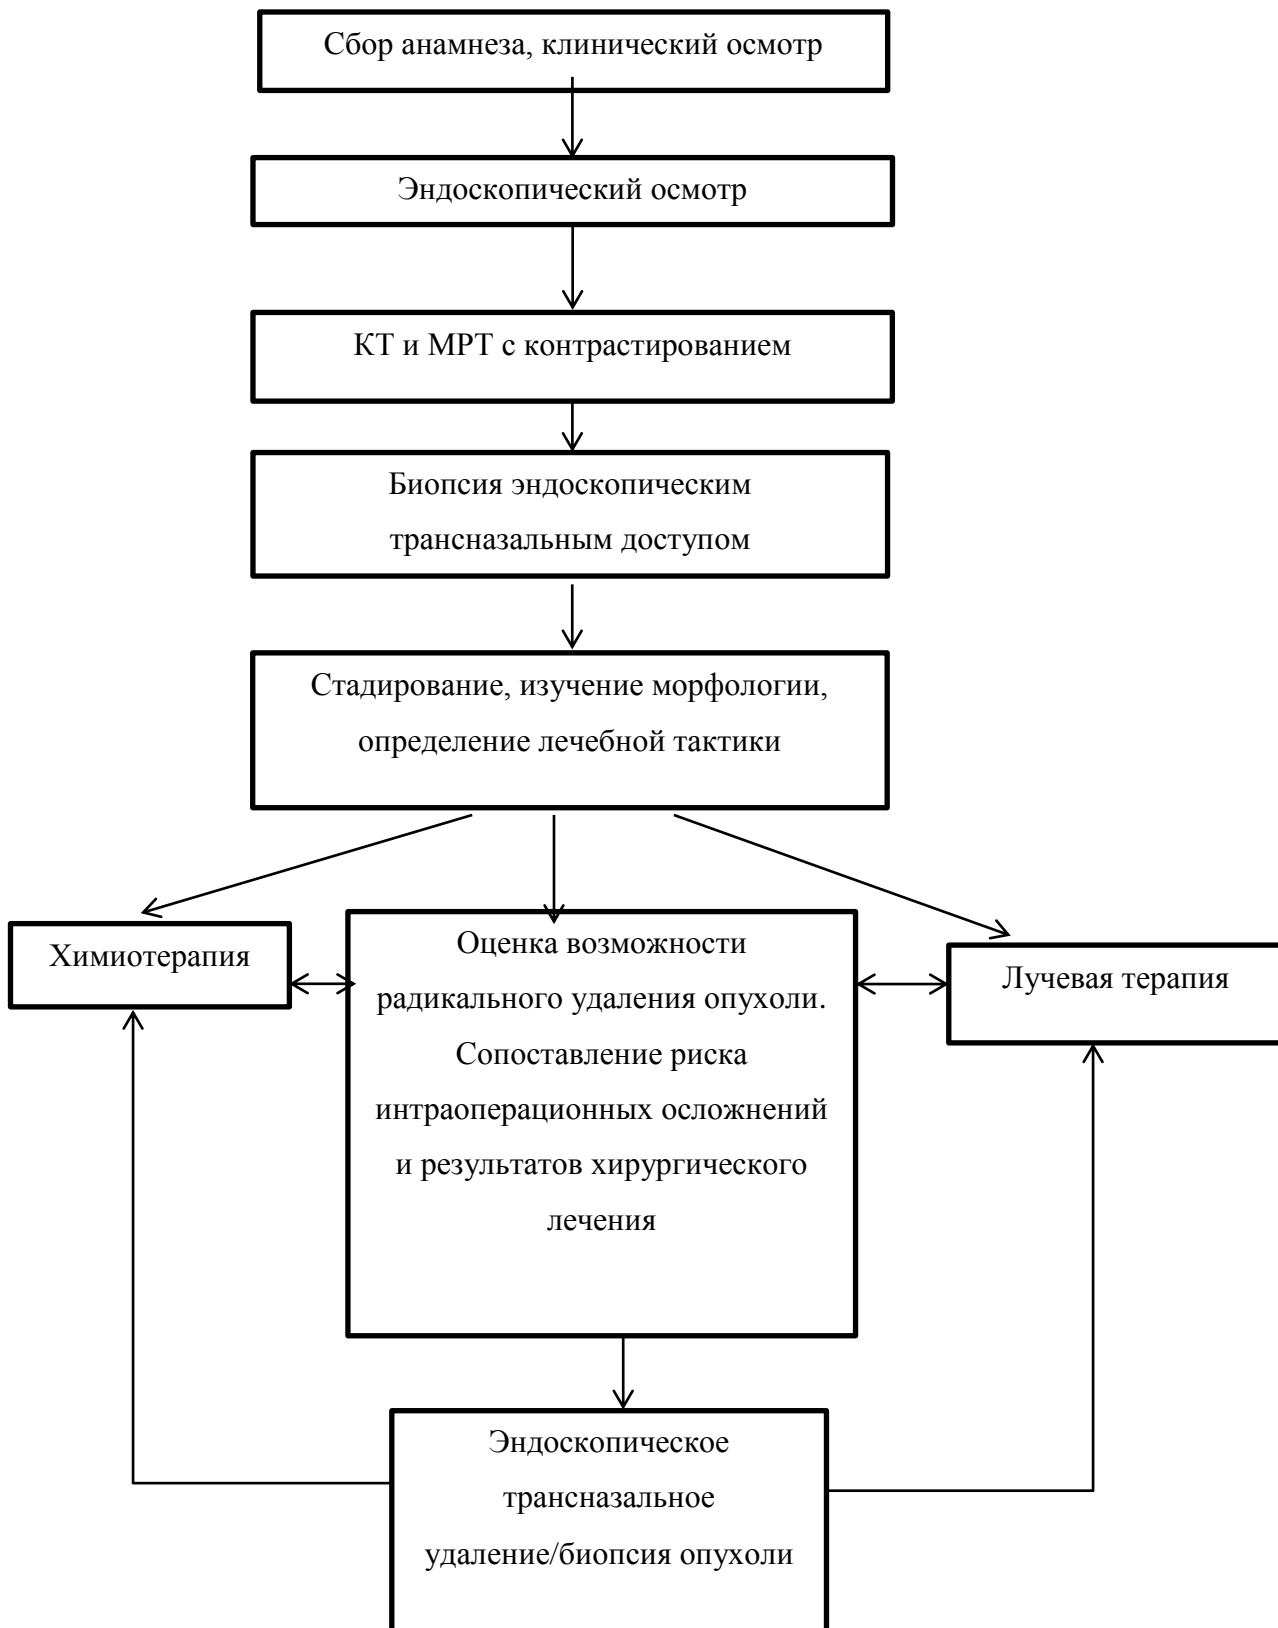 Сбор анамнеза, клинический осмотр
Эндоскопический осмотр
КТ и МРТ с контрастированием
Биопсия эндоскопическим
трансназальным доступом
Стадирование, изучение морфологии,
определение лечебной тактики
Химиотерапия
Оценка возможности
радикального удаления опухоли.
Сопоставление риска
интраоперационных осложнений
и результатов хирургического
лечения
Лучевая терапия
Эндоскопическое
трансназальное
удаление/биопсия опухоли